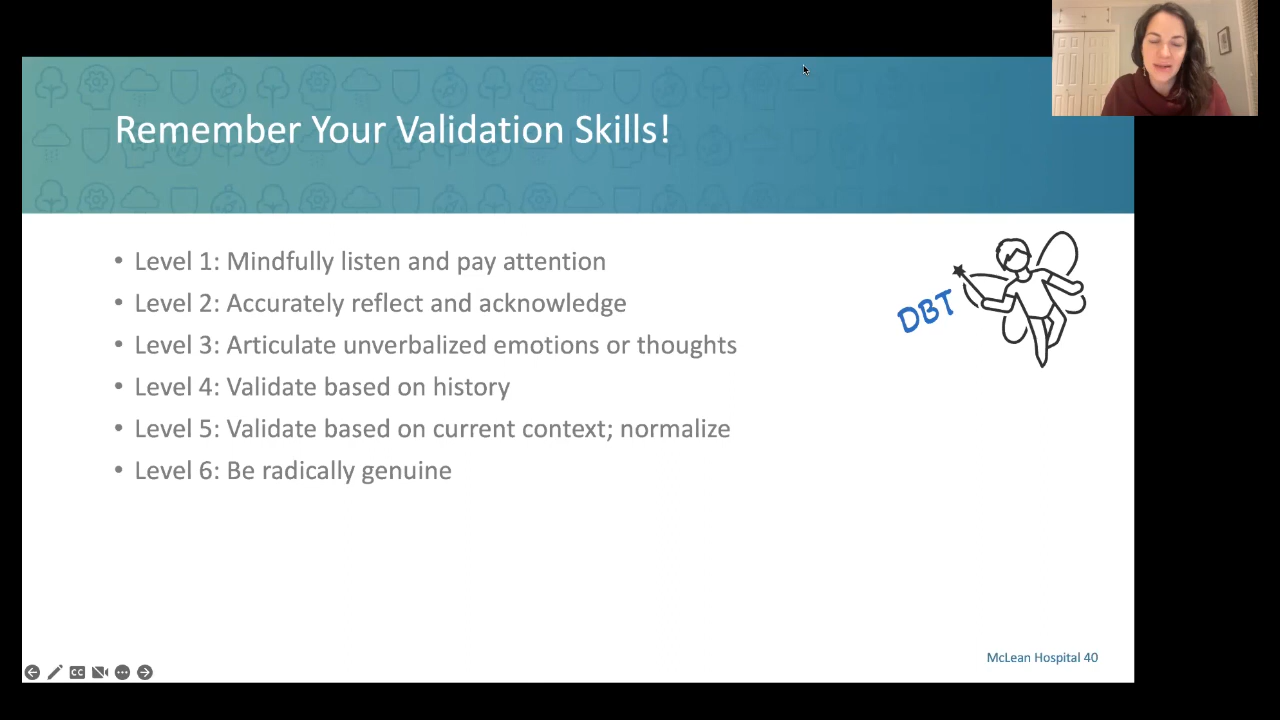 Remember Your Validation Skills!
• Level 1: Mindfully listen and pay attention
• Level 2: Accurately reflect and acknowledge
• Level 3: Articulate unverbalized emotions or thoughts
• Level 4: Validate based on history
• Level 5: Validate based on current context; normalize
• Level 6: Be radically genuine
DBT
McLean Hospital 40
CC